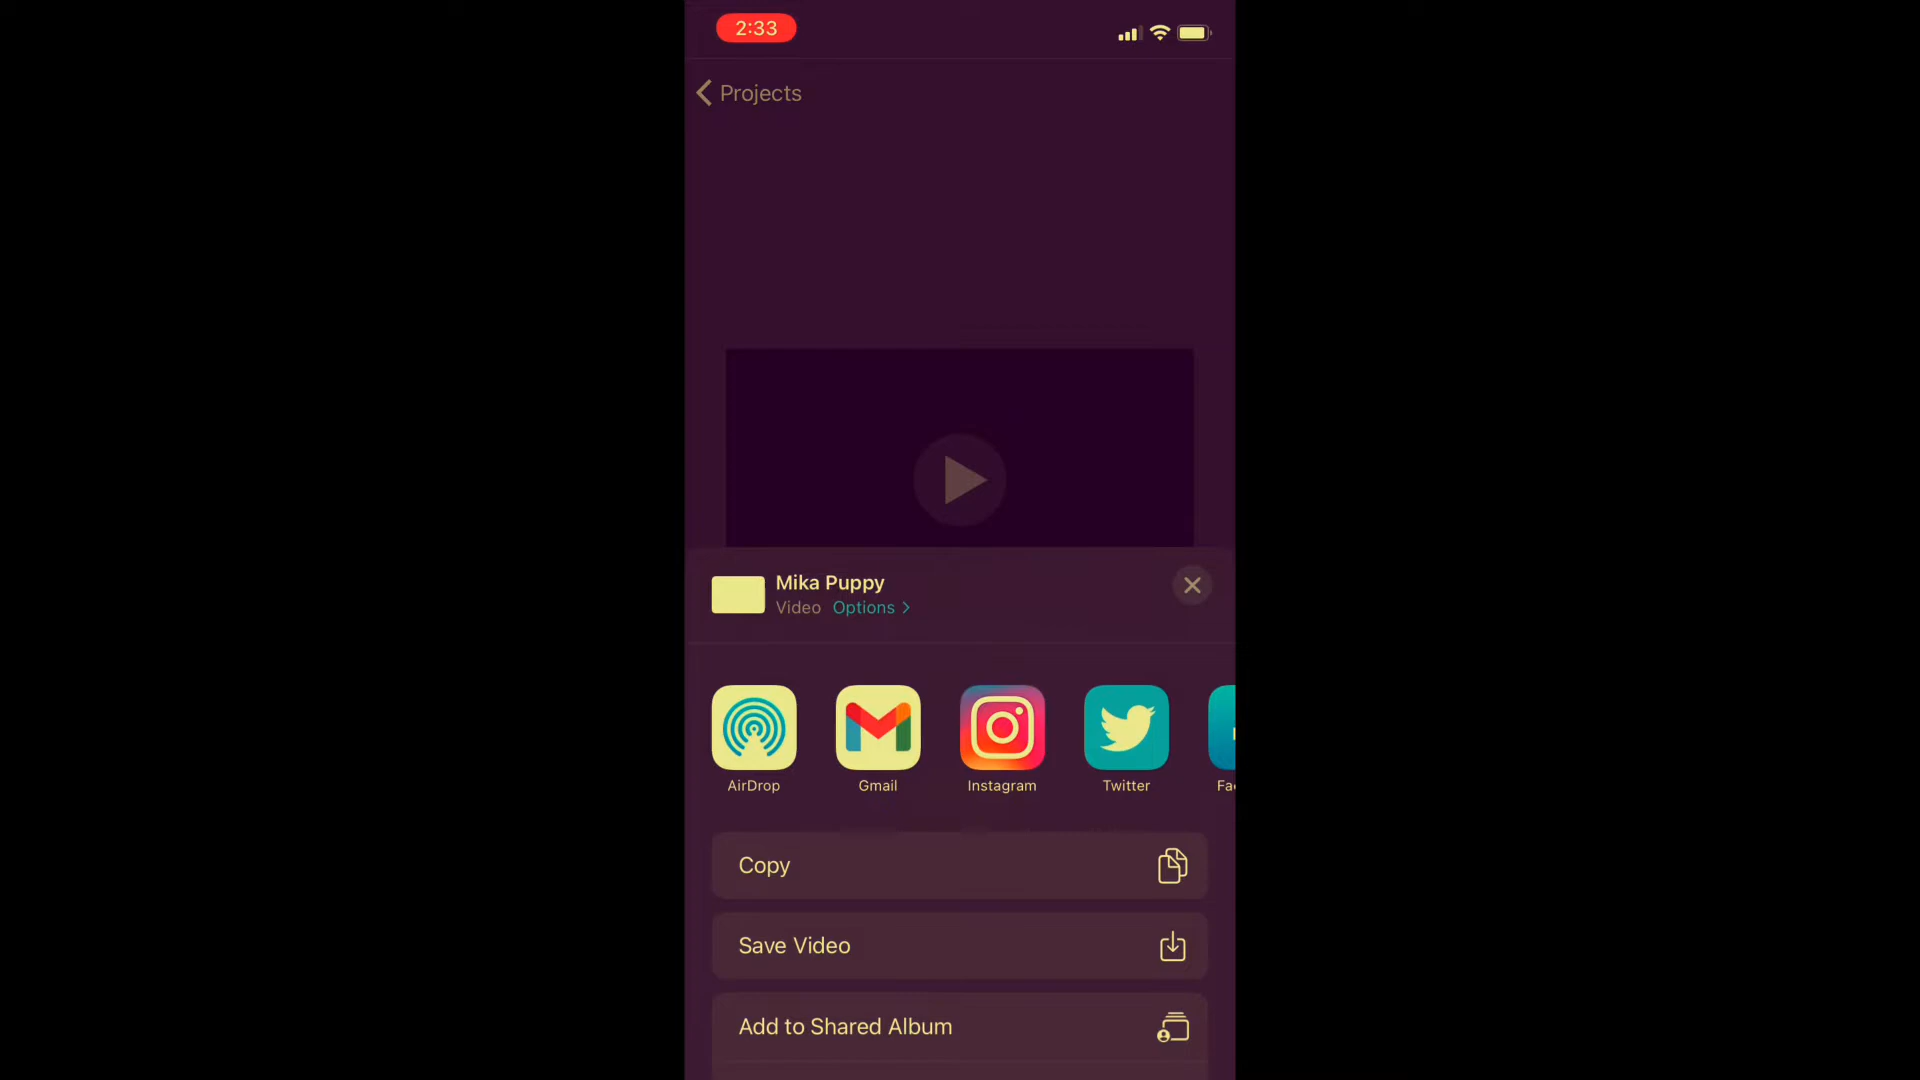 2:33
Projects
Mika Puppy
Video Options
AirDrop Gmail Instagram Twitter
Copy
Save Video
Add to Shared Album